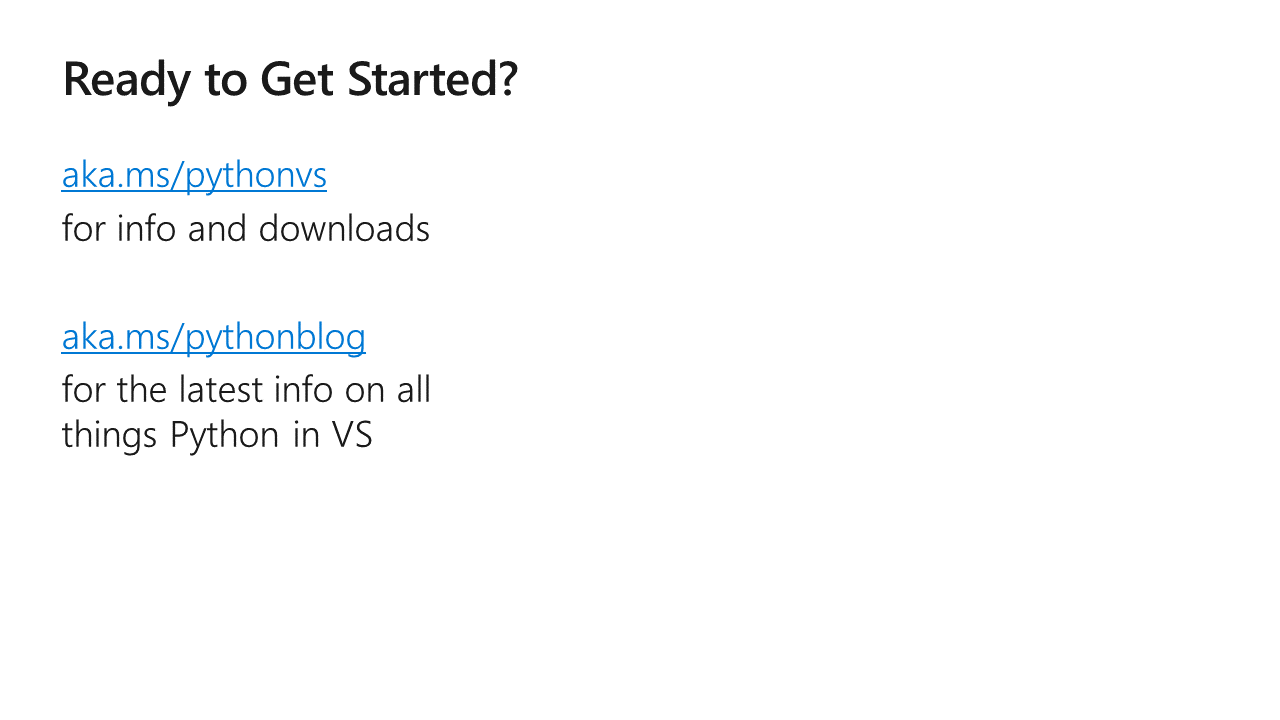 Ready to Get Started?
aka.ms/pythonvs
for info and downloads
aka.ms/pythonblog
for the latest info on all
things Python in VS